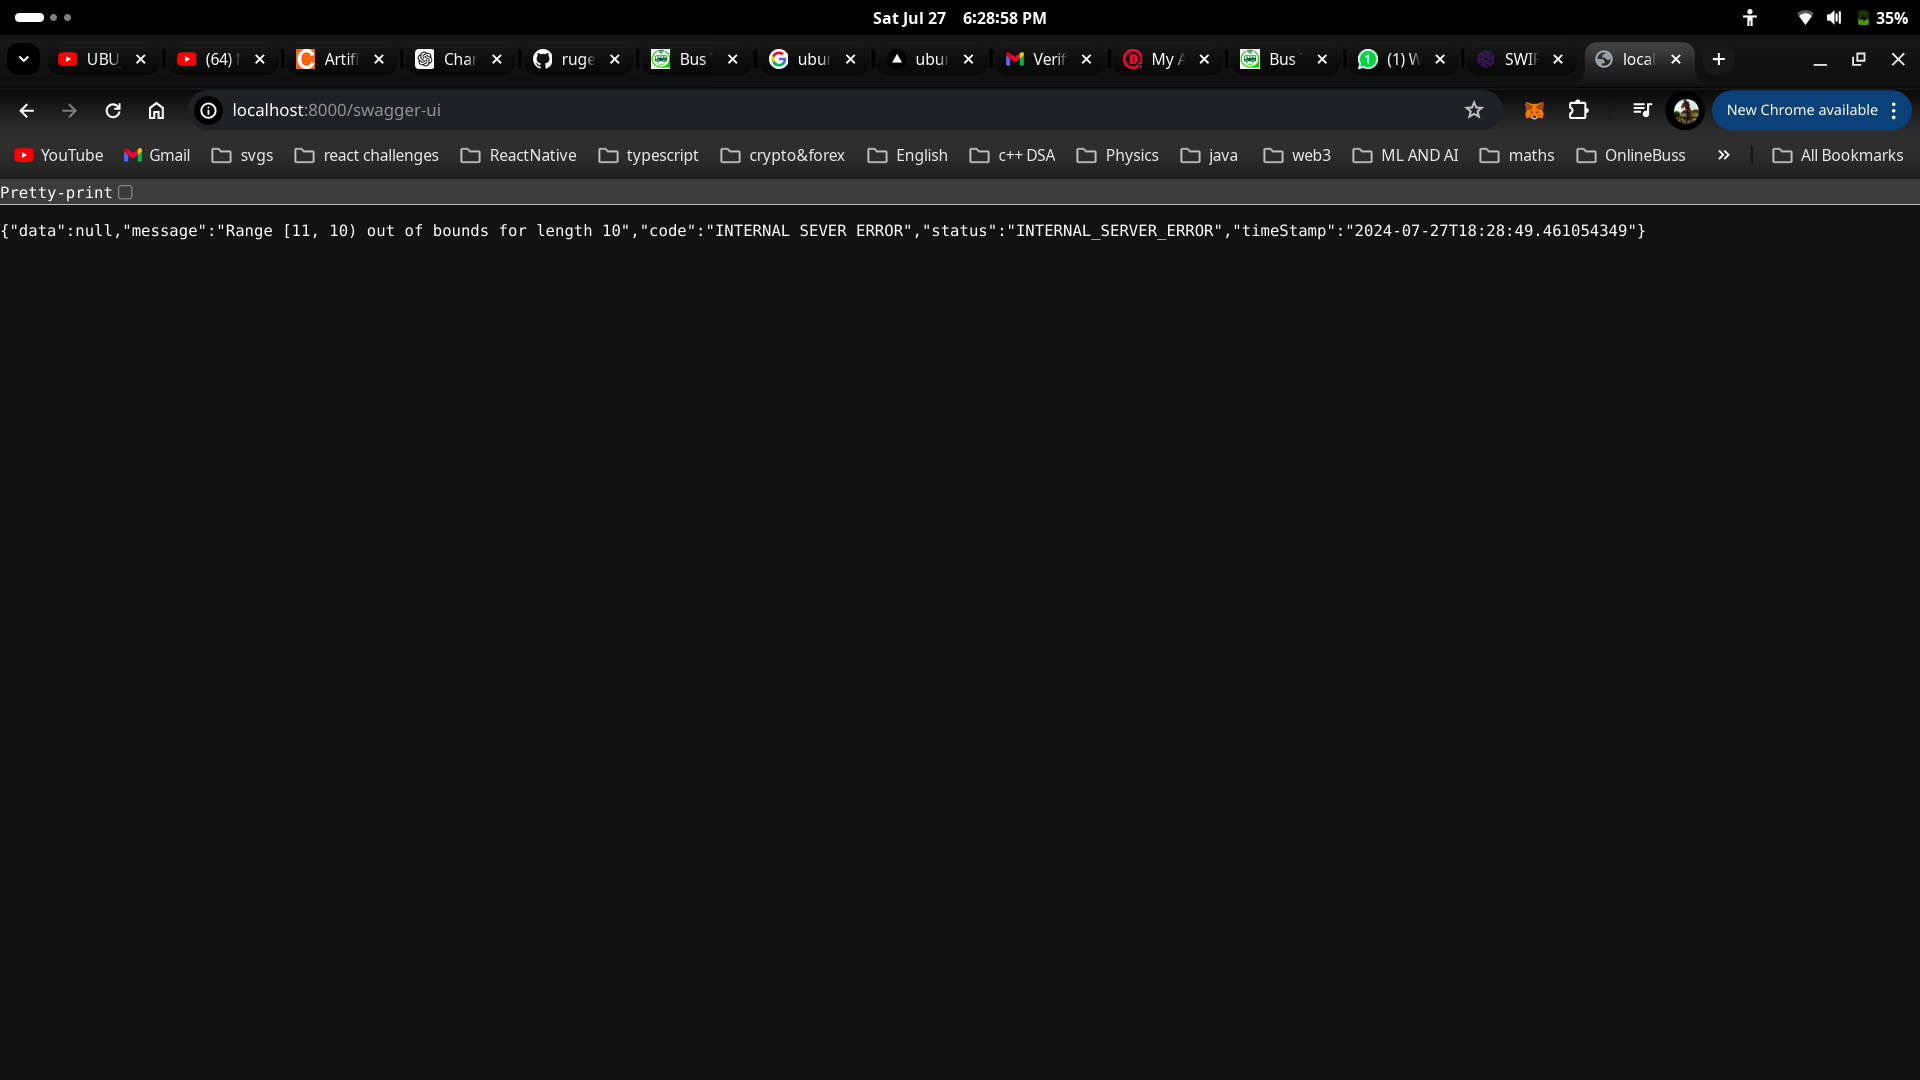 Sat Jul 27 6:28:58 PM
35%
UBU
(64)
Artifi
Char
ruge
Bus
ubur
ubur
Verif
My A
Bus
(1) W
SWIF
local
localhost:8000/swagger-ui
New Chrome available
YouTube
Gmail
svgs
react challenges
ReactNative
typescript
crypto&forex
English
c++ DSA
Physics
java
web3
ML AND AI
maths
OnlineBuss
All Bookmarks
Pretty-print
{"data":null,"message":"Range [11, 10) out of bounds for length 10","code":"INTERNAL SEVER ERROR","status":"INTERNAL_SERVER_ERROR","timeStamp":"2024-07-27T18:28:49.461054349"}